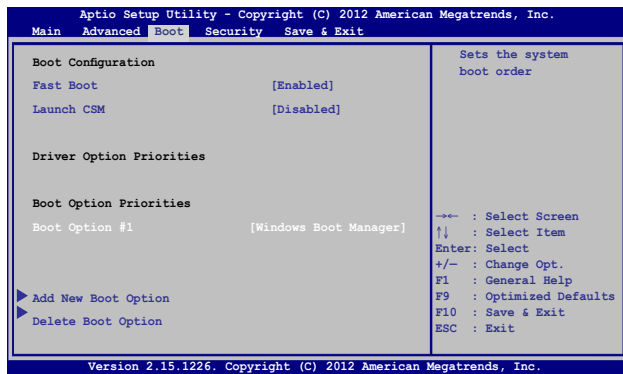 Aptio Setup Utility - Copyright (C) 2012 American Megatrends, Inc.
Main Advanced Boot Security Save & Exit
Boot Configuration
Fast Boot [Enabled]
Launch CSM [Disabled]
Driver Option Priorities
Boot Option Priorities
Boot Option #1 [Windows Boot Manager]
Add New Boot Option
Delete Boot Option
Sets the system
boot order
→← : Select Screen
↑↓ : Select Item
Enter: Select
+/— : Change Opt.
F1 : General Help
F9 : Optimized Defaults
F10 : Save & Exit
ESC : Exit
Version 2.15.1226. Copyright (C) 2012 American Megatrends, Inc.